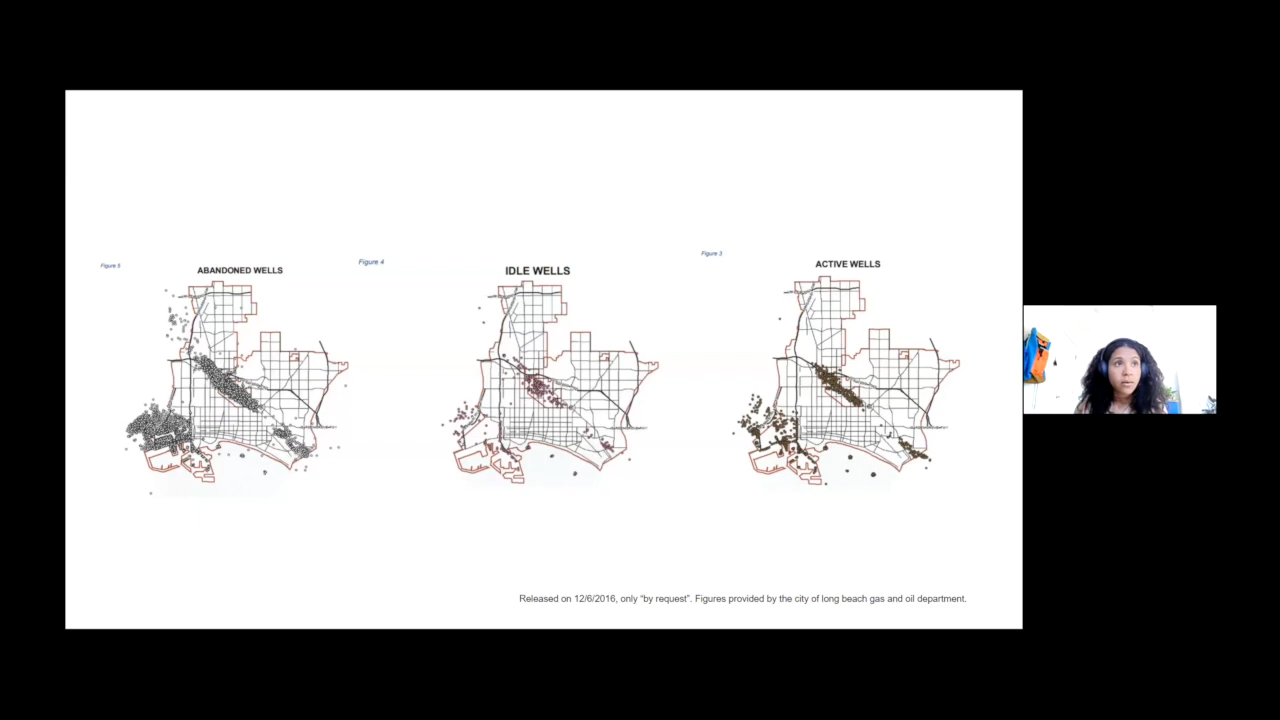 Figure 5
ABANDONED WELLS
Figure 4
IDLE WELLS
Figure 3
ACTIVE WELLS
Released on 12/6/2016, only “by request”. Figures provided by the city of long beach gas and oil department.